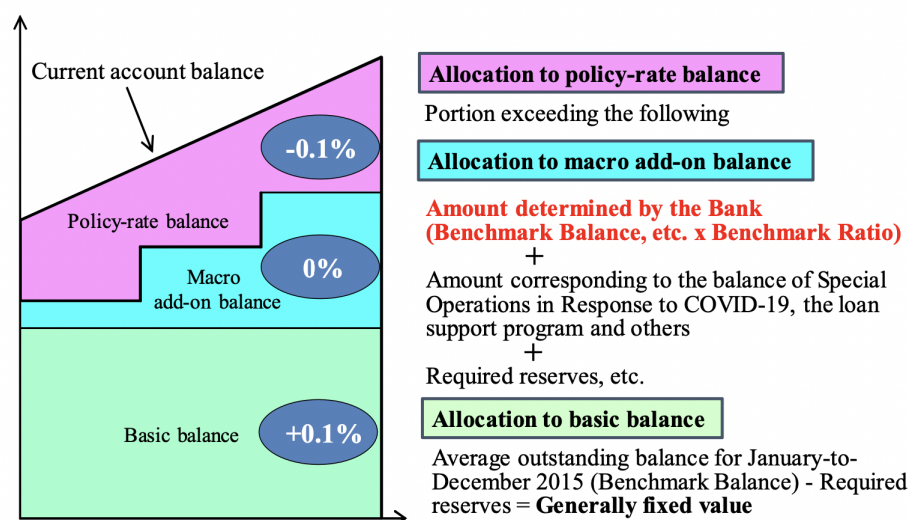 Current account balance
-0.1%
Policy-rate balance
0%
Macro
add-on balance
Basic balance
+0.1%
Allocation to policy-rate balance
Portion exceeding the following
Allocation to macro add-on balance
Amount determined by the Bank
(Benchmark Balance, etc. x Benchmark Ratio)
+
Amount corresponding to the balance of Special
Operations in Response to COVID-19, the loan
support program and others
+
Required reserves, etc.
Allocation to basic balance
Average outstanding balance for January-to-
December 2015 (Benchmark Balance) - Required
reserves = Generally fixed value